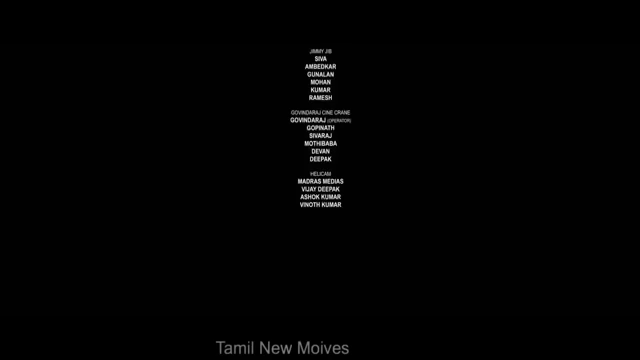 JIMMY JIB
SIVA
AMBEDKAR
GUNALAN
MOHAN
KUMAR
RAMESH
GOVINDARAJ CINE CRANE
GOVINDARAJ (OPERATOR)
GOPINATH
SIVARAJ
MOTHIBABA
DEVAN
DEEPAK
HELICAM
MADRAS MEDIAS
VIJAY DEEPAK
ASHOK KUMAR
VINOTH KUMAR
Tamil New Moives